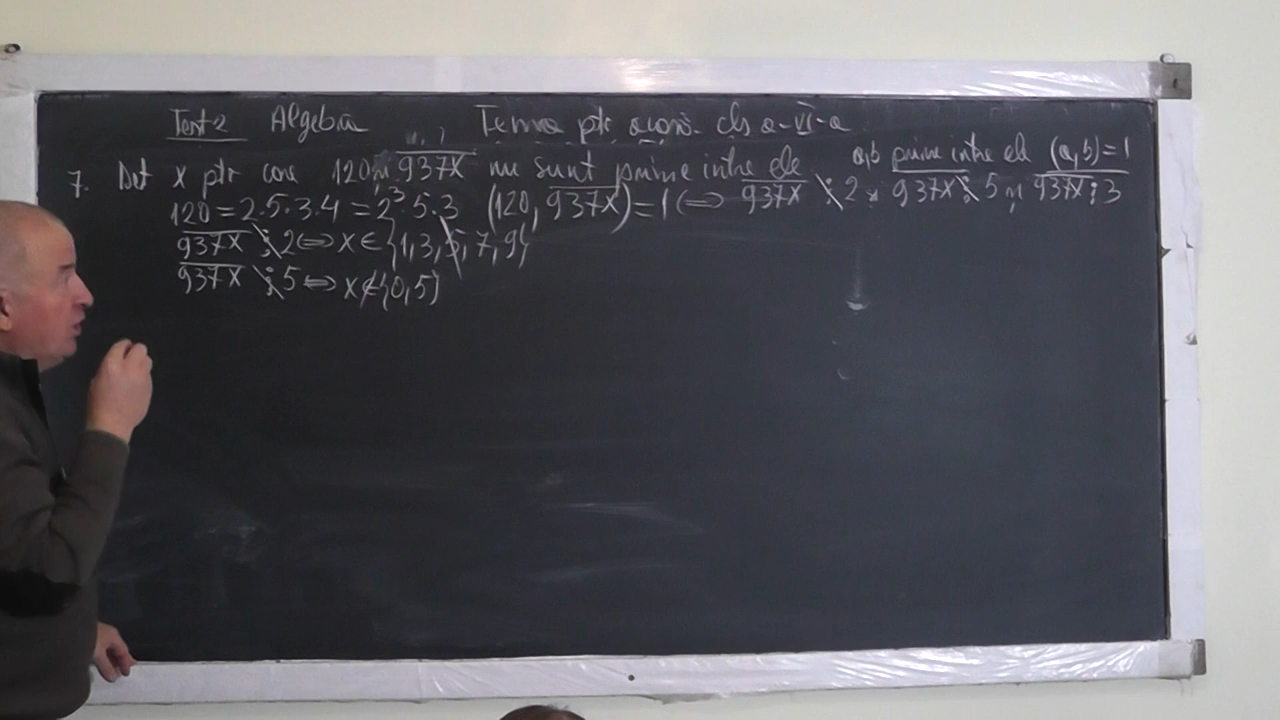 Test 2 Algebra Tema ptr acasă cls a-VI-a
7. Det x ptr care 120 și 937x nu sunt prime intre ele a,b prime intre ele (a,b)=1
120=2·5·3·4=2³·5·3 (120, 937x)=1 ⇔ 937x ⋮̸ 2 și 937x ⋮̸ 5 și 937x ⋮ 3
937x ⋮̸ 2 ⇔ x∈{1,3,5,7,9}
937x ⋮̸ 5 ⇔ x∉{0,5}